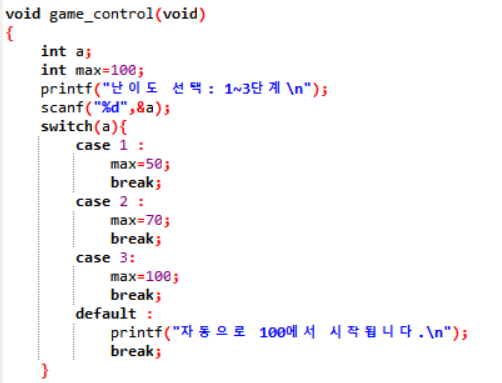 void game_control(void)
{
    int a;
    int max=100;
    printf("난이도 선택: 1~3단계\n");
    scanf("%d",&a);
    switch(a){
        case 1 :
            max=50;
            break;
        case 2 :
            max=70;
            break;
        case 3:
            max=100;
            break;
        default :
            printf("자동으로 100에서 시작됩니다.\n");
            break;
    }